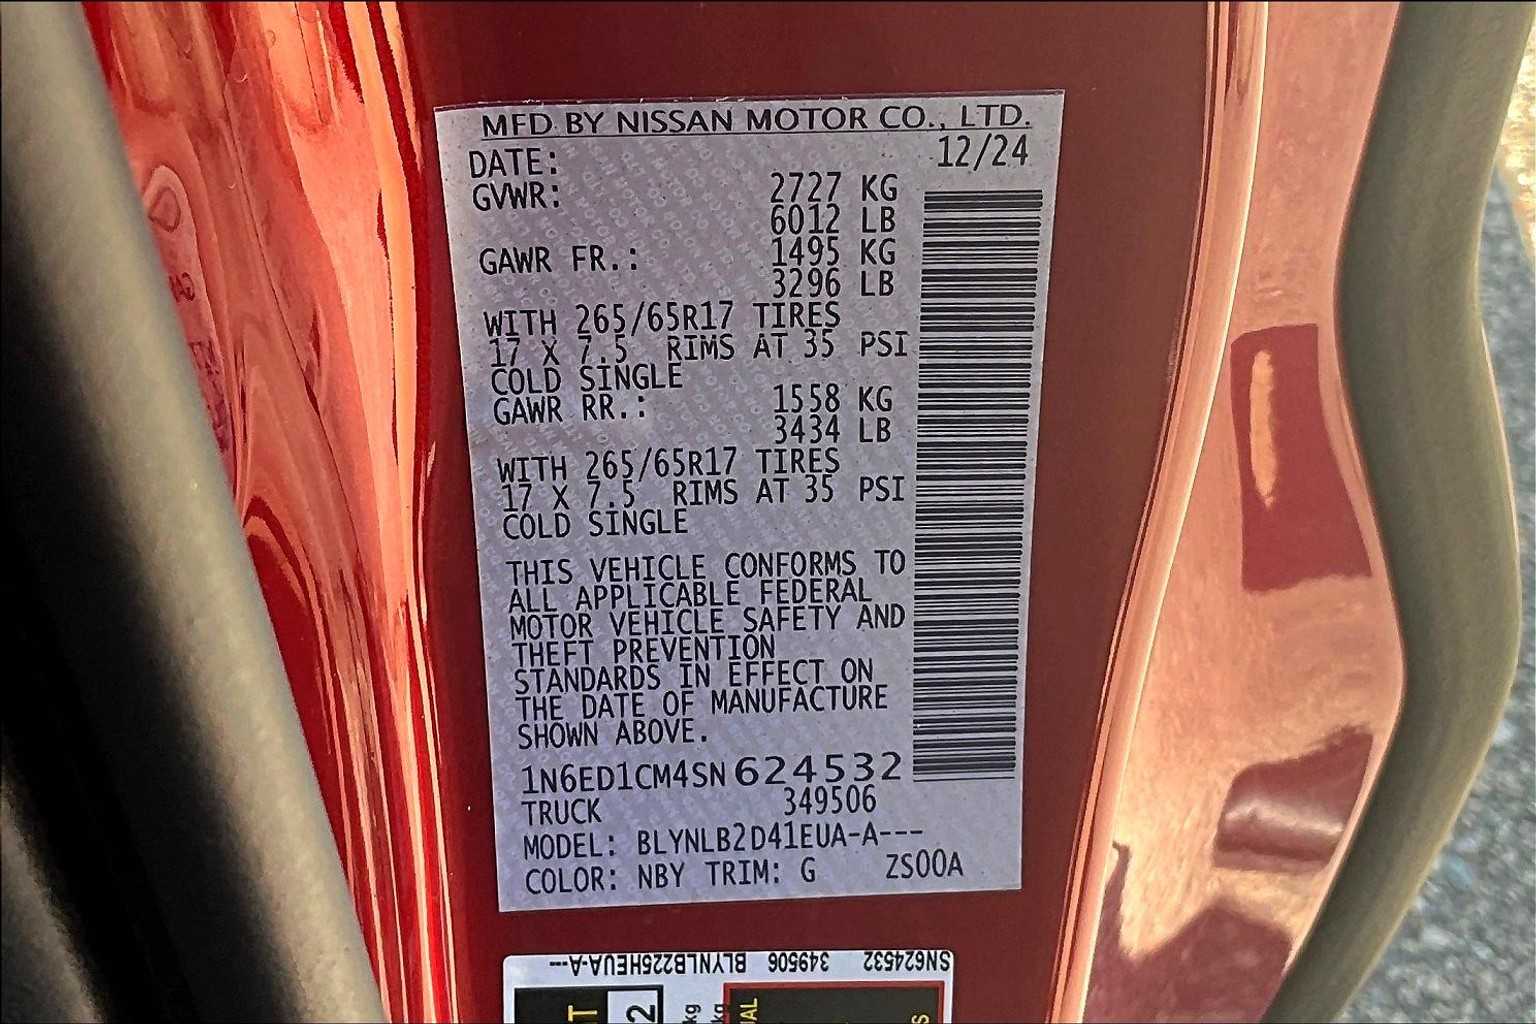 MFD BY NISSAN MOTOR CO., LTD.
DATE: 12/24
GVWR: 2727 KG
6012 LB
GAWR FR.: 1495 KG
3296 LB
WITH 265/65R17 TIRES
17 X 7.5 RIMS AT 35 PSI
COLD SINGLE
GAWR RR.: 1558 KG
3434 LB
WITH 265/65R17 TIRES
17 X 7.5 RIMS AT 35 PSI
COLD SINGLE
THIS VEHICLE CONFORMS TO
ALL APPLICABLE FEDERAL
MOTOR VEHICLE SAFETY AND
THEFT PREVENTION
STANDARDS IN EFFECT ON
THE DATE OF MANUFACTURE
SHOWN ABOVE.
1N6ED1CM4SN624532
TRUCK 349506
MODEL: BLYNLB2D41EUA-A---
COLOR: NBY TRIM: G ZS00A
SN624532 349506 BLYNLB225HEUA-A---
2
kg
kg